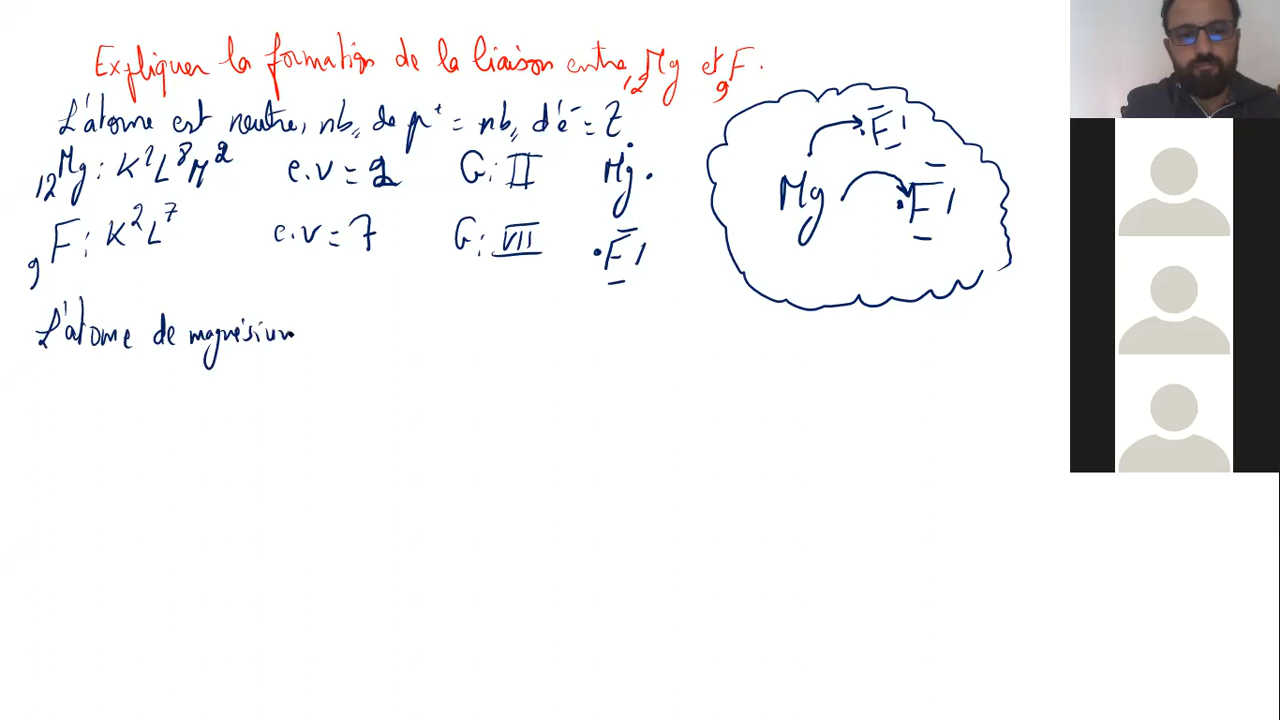 Expliquer la formation de la liaison entre ₁₂Mg et ₉F.
L'atome est neutre, nb. de p⁺ = nb. d'é⁻ = Z.
₁₂Mg : K²L⁸M² e.v = 2 G : II Mg
₉F : K²L⁷ e.v = 7 G : VII F
L'atome de magnésium
F
Mg F